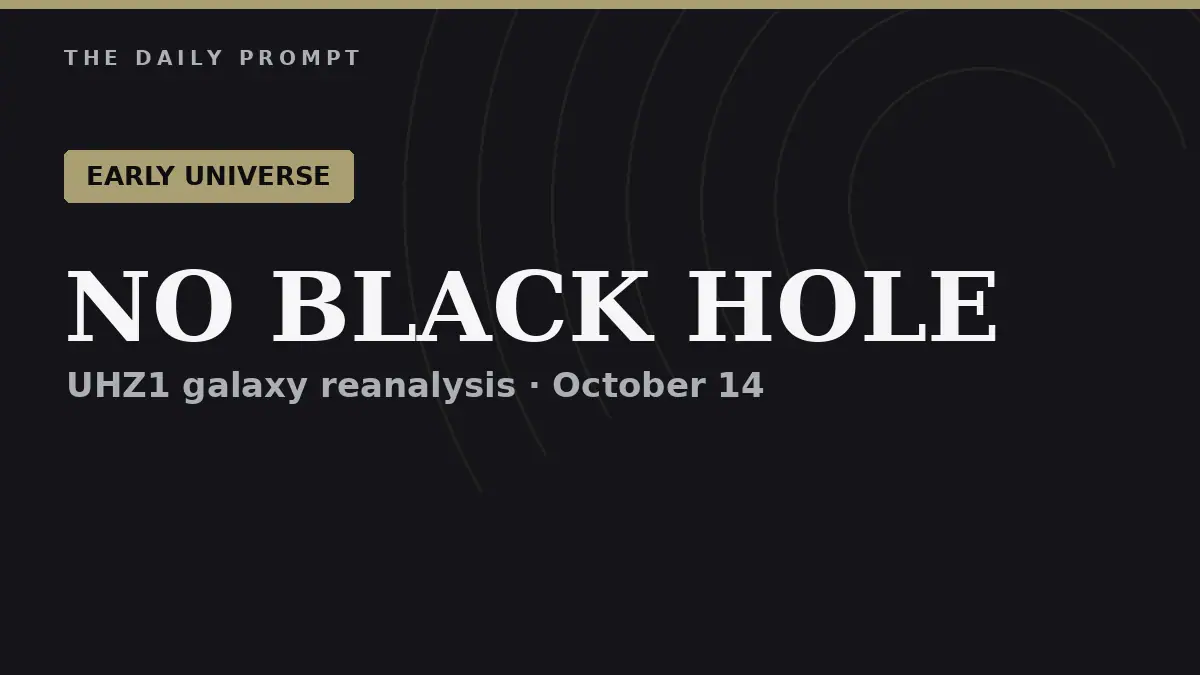 THE DAILY PROMPT
EARLY UNIVERSE
NO BLACK HOLE
UHZ1 galaxy reanalysis · October 14